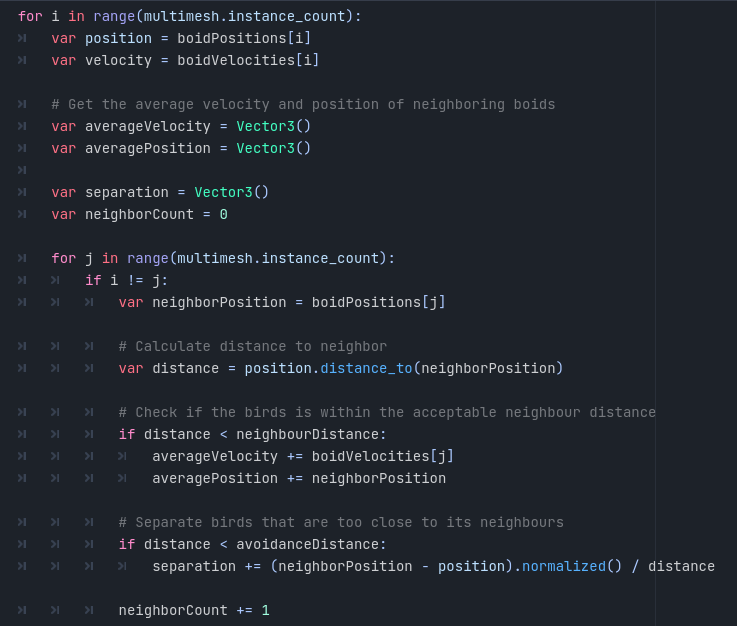 for i in range(multimesh.instance_count):
var position = boidPositions[i]
var velocity = boidVelocities[i]
# Get the average velocity and position of neighboring boids
var averageVelocity = Vector3()
var averagePosition = Vector3()
var separation = Vector3()
var neighborCount = 0
for j in range(multimesh.instance_count):
if i != j:
var neighborPosition = boidPositions[j]
# Calculate distance to neighbor
var distance = position.distance_to(neighborPosition)
# Check if the birds is within the acceptable neighbour distance
if distance < neighbourDistance:
averageVelocity += boidVelocities[j]
averagePosition += neighborPosition
# Separate birds that are too close to its neighbours
if distance < avoidanceDistance:
separation += (neighborPosition - position).normalized() / distance
neighborCount += 1